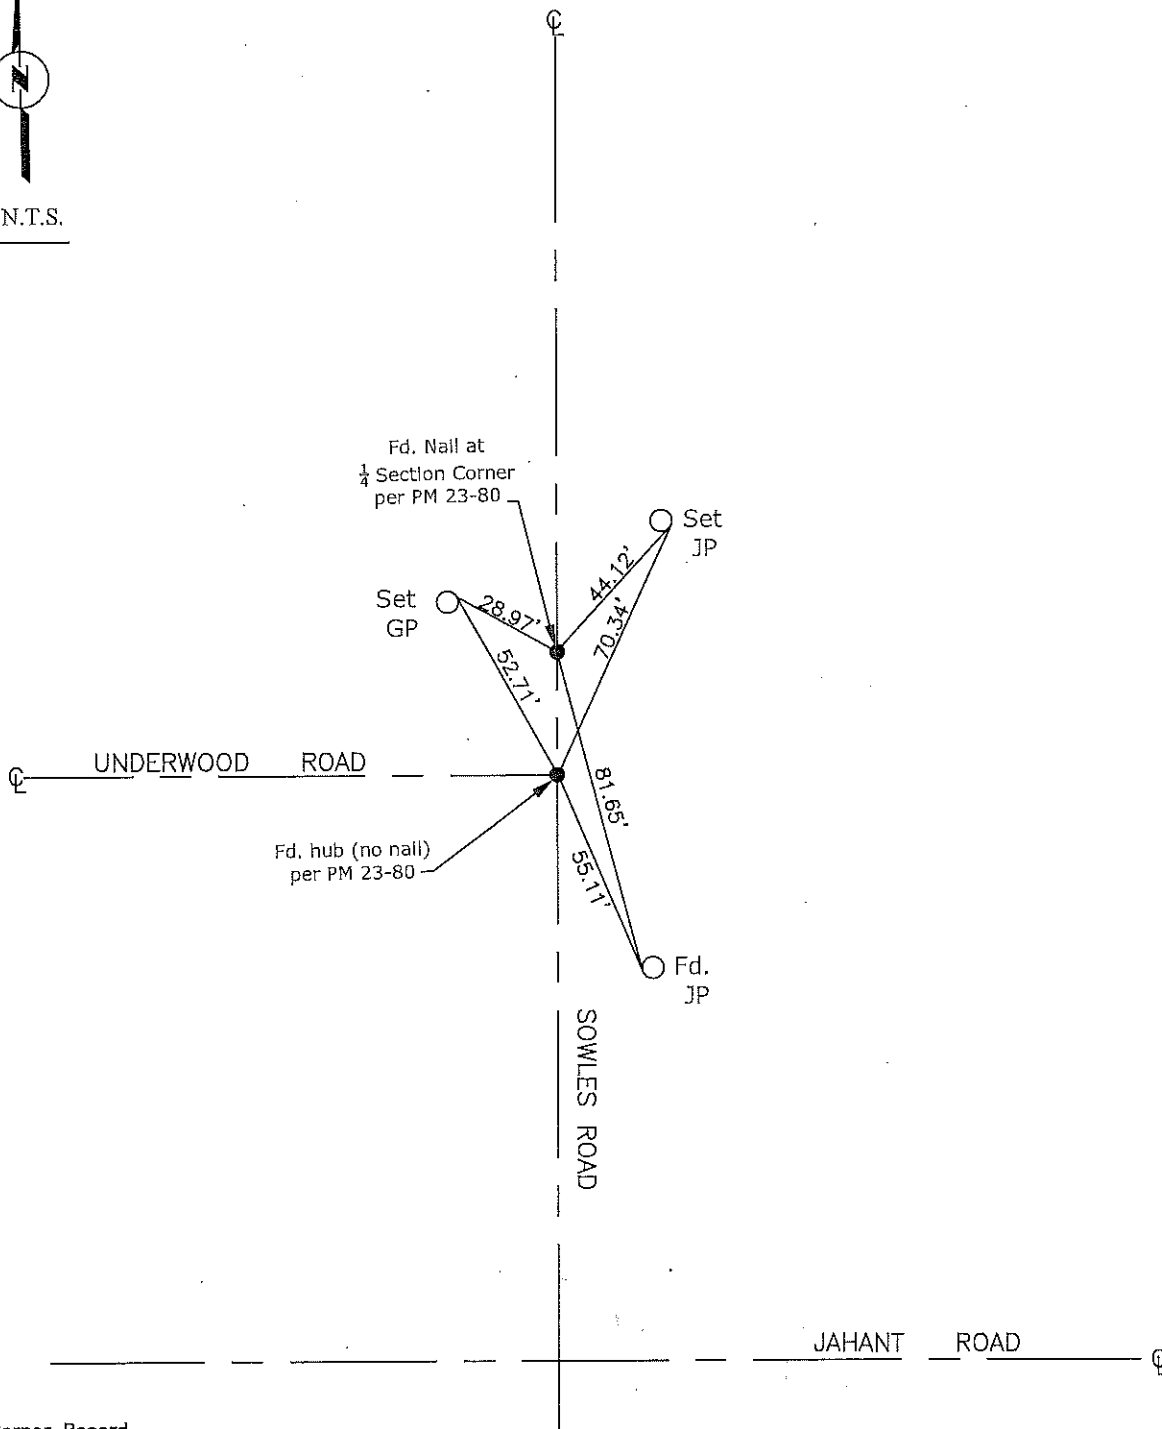 ℄
N
N.T.S.
Fd. Nail at
1/4 Section Corner
per PM 23-80
Set
JP
44.12'
Set
GP
28.97'
70.34'
52.71'
UNDERWOOD ROAD
℄
81.65'
Fd. hub (no nail)
per PM 23-80
55.11'
Fd.
JP
SOWLES ROAD
JAHANT ROAD
℄
Record